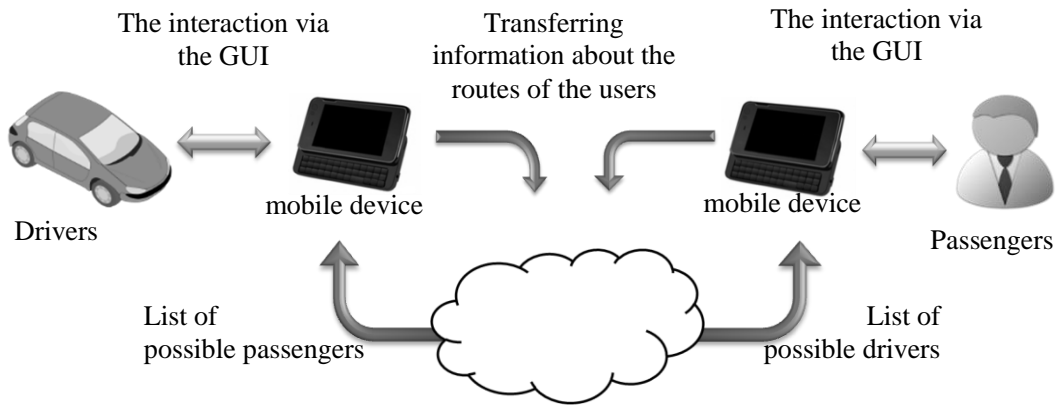 The interaction via
the GUI
Transferring
information about the
routes of the users
The interaction via
the GUI
mobile device
mobile device
Drivers
Passengers
List of
possible passengers
List of
possible drivers